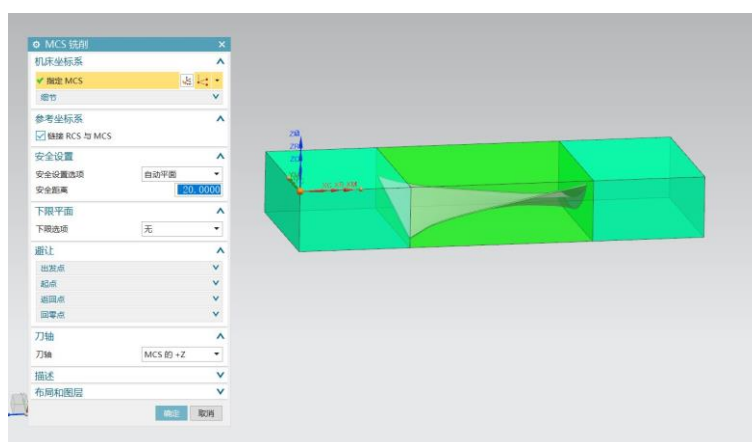 MCS 铣削
机床坐标系
指定 MCS
细节
参考坐标系
链接 RCS 与 MCS
安全设置
安全设置选项 自动平面
安全距离 20.0000
下限平面
下限选项 无
避让
出发点
起点
返回点
回零点
刀轴
刀轴 MCS 的 +Z
描述
布局和图层
确定 取消